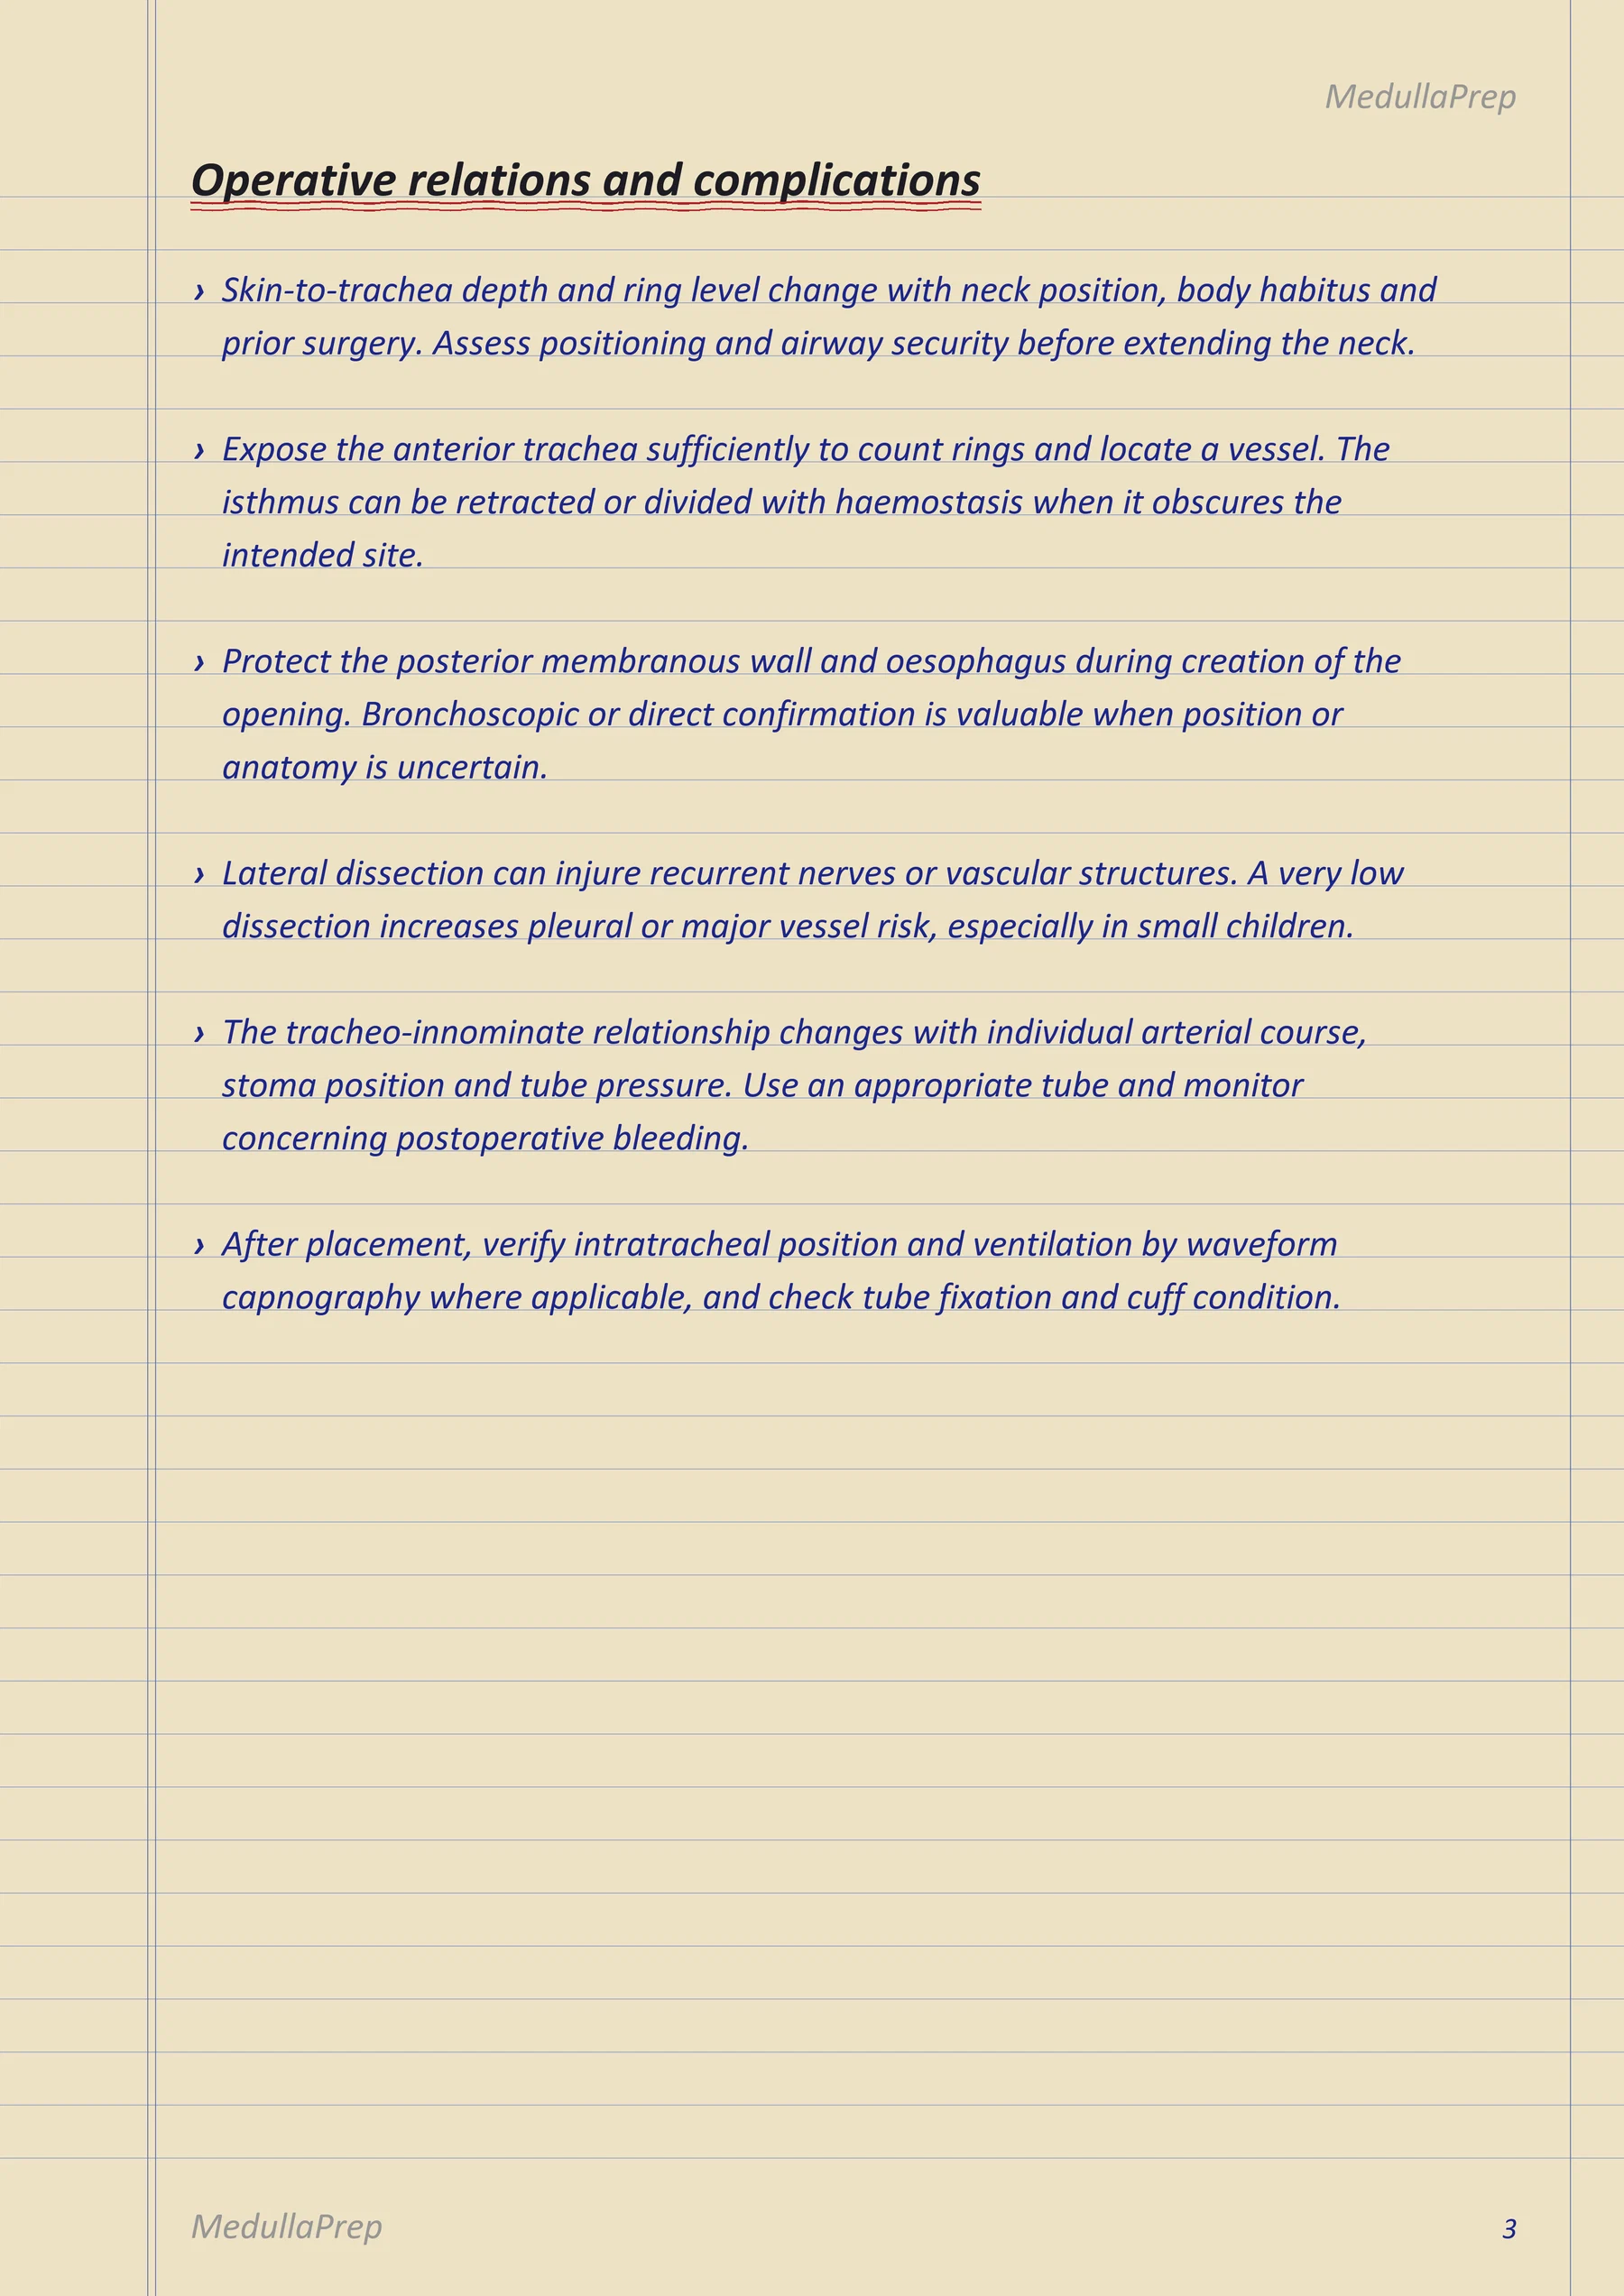 MedullaPrep
Operative relations and complications
› Skin-to-trachea depth and ring level change with neck position, body habitus and
prior surgery. Assess positioning and airway security before extending the neck.
› Expose the anterior trachea sufficiently to count rings and locate a vessel. The
isthmus can be retracted or divided with haemostasis when it obscures the
intended site.
› Protect the posterior membranous wall and oesophagus during creation of the
opening. Bronchoscopic or direct confirmation is valuable when position or
anatomy is uncertain.
› Lateral dissection can injure recurrent nerves or vascular structures. A very low
dissection increases pleural or major vessel risk, especially in small children.
› The tracheo-innominate relationship changes with individual arterial course,
stoma position and tube pressure. Use an appropriate tube and monitor
concerning postoperative bleeding.
› After placement, verify intratracheal position and ventilation by waveform
capnography where applicable, and check tube fixation and cuff condition.
MedullaPrep
3